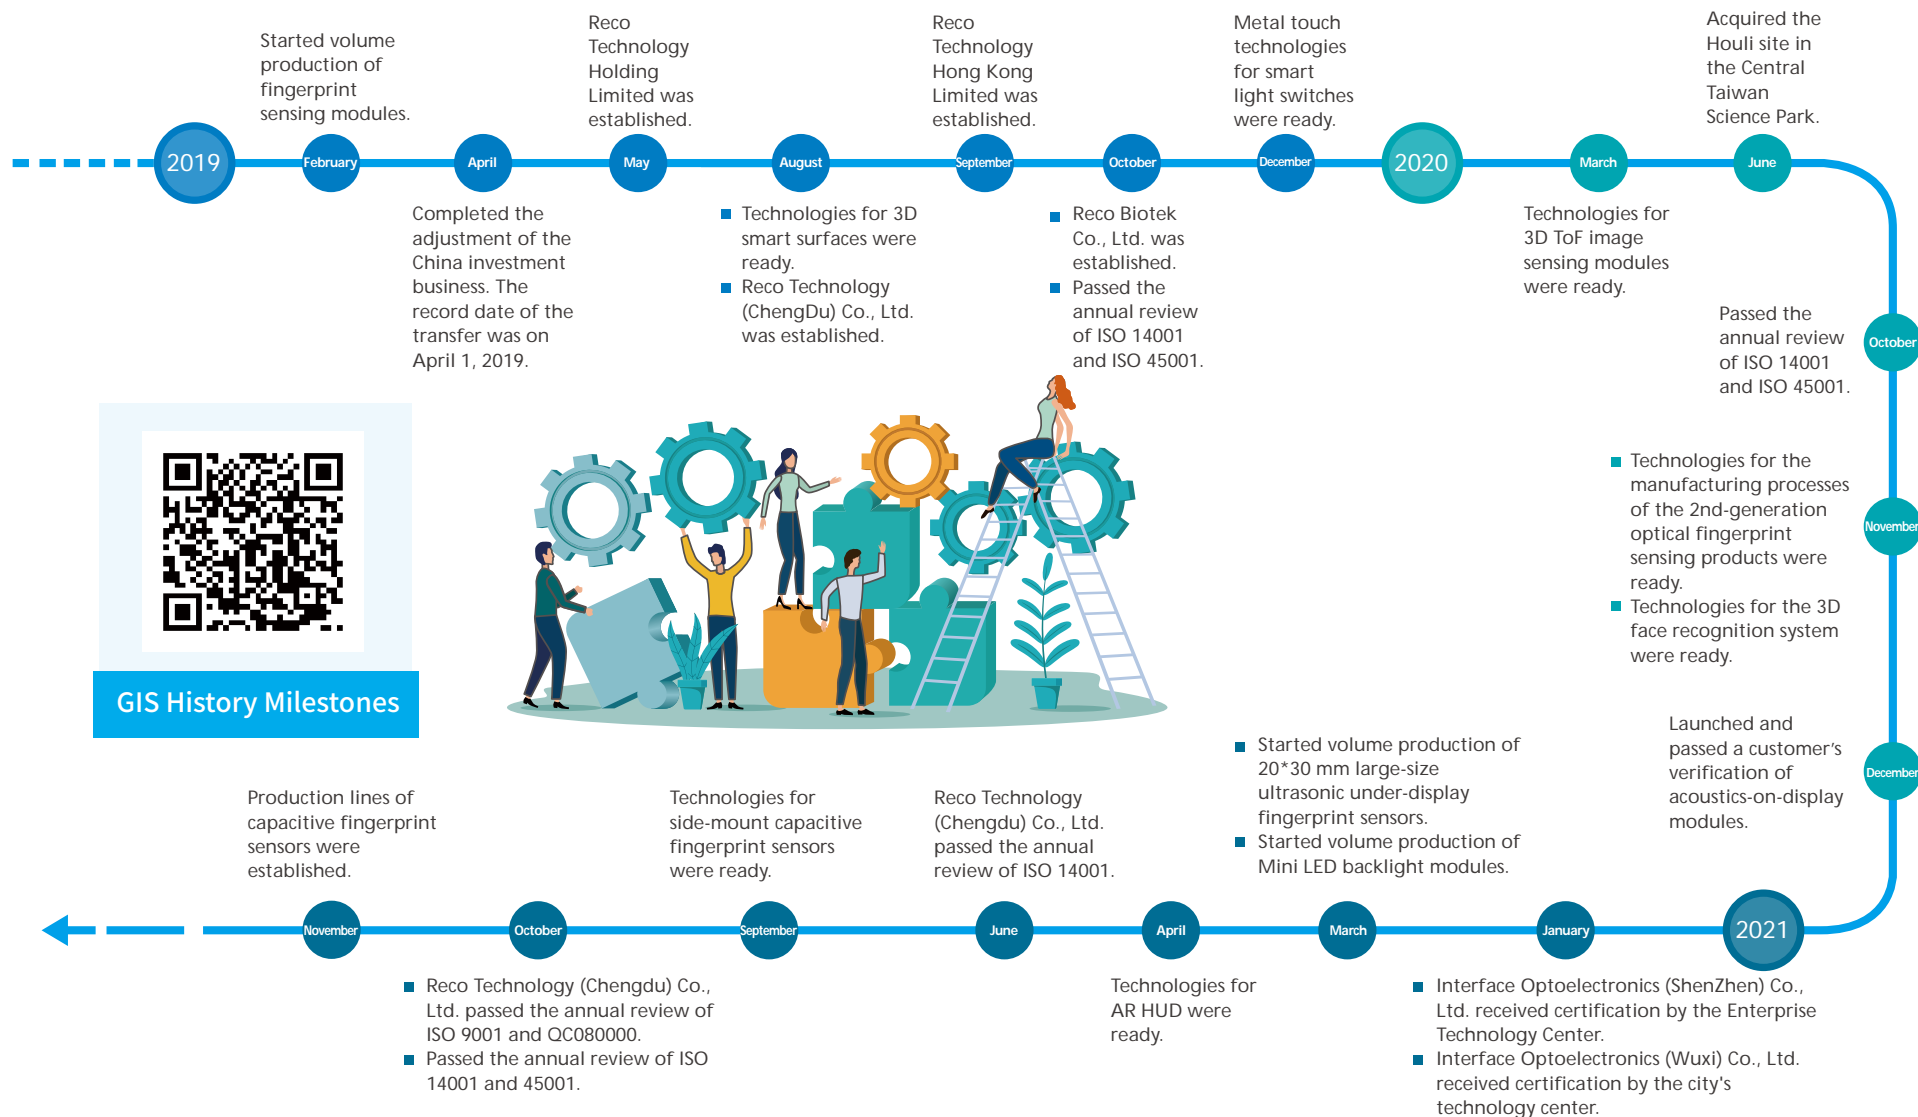 2019
February
Started volume
production of
fingerprint
sensing modules.
April
Completed the
adjustment of the
China investment
business. The
record date of the
transfer was on
April 1, 2019.
May
Reco
Technology
Holding
Limited was
established.
August
■ Technologies for 3D
smart surfaces were
ready.
■ Reco Technology
(ChengDu) Co., Ltd.
was established.
September
Reco
Technology
Hong Kong
Limited was
established.
October
■ Reco Biotek
Co., Ltd. was
established.
■ Passed the
annual review
of ISO 14001
and ISO 45001.
December
Metal touch
technologies
for smart
light switches
were ready.
2020
March
Technologies for
3D ToF image
sensing modules
were ready.
June
Acquired the
Houli site in
the Central
Taiwan
Science Park.
October
Passed the
annual review
of ISO 14001
and ISO 45001.
November
■ Technologies for the
manufacturing processes
of the 2nd-generation
optical fingerprint
sensing products were
ready.
■ Technologies for the 3D
face recognition system
were ready.
December
Launched and
passed a customer's
verification of
acoustics-on-display
modules.
2021
January
■ Interface Optoelectronics (ShenZhen) Co.,
Ltd. received certification by the Enterprise
Technology Center.
■ Interface Optoelectronics (Wuxi) Co., Ltd.
received certification by the city's
technology center.
March
■ Started volume production of
20*30 mm large-size
ultrasonic under-display
fingerprint sensors.
■ Started volume production of
Mini LED backlight modules.
April
Technologies for
AR HUD were
ready.
June
Reco Technology
(Chengdu) Co., Ltd.
passed the annual
review of ISO 14001.
September
Technologies for
side-mount capacitive
fingerprint sensors
were ready.
October
■ Reco Technology (Chengdu) Co.,
Ltd. passed the annual review of
ISO 9001 and QC080000.
■ Passed the annual review of ISO
14001 and 45001.
November
Production lines of
capacitive fingerprint
sensors were
established.
GIS History Milestones